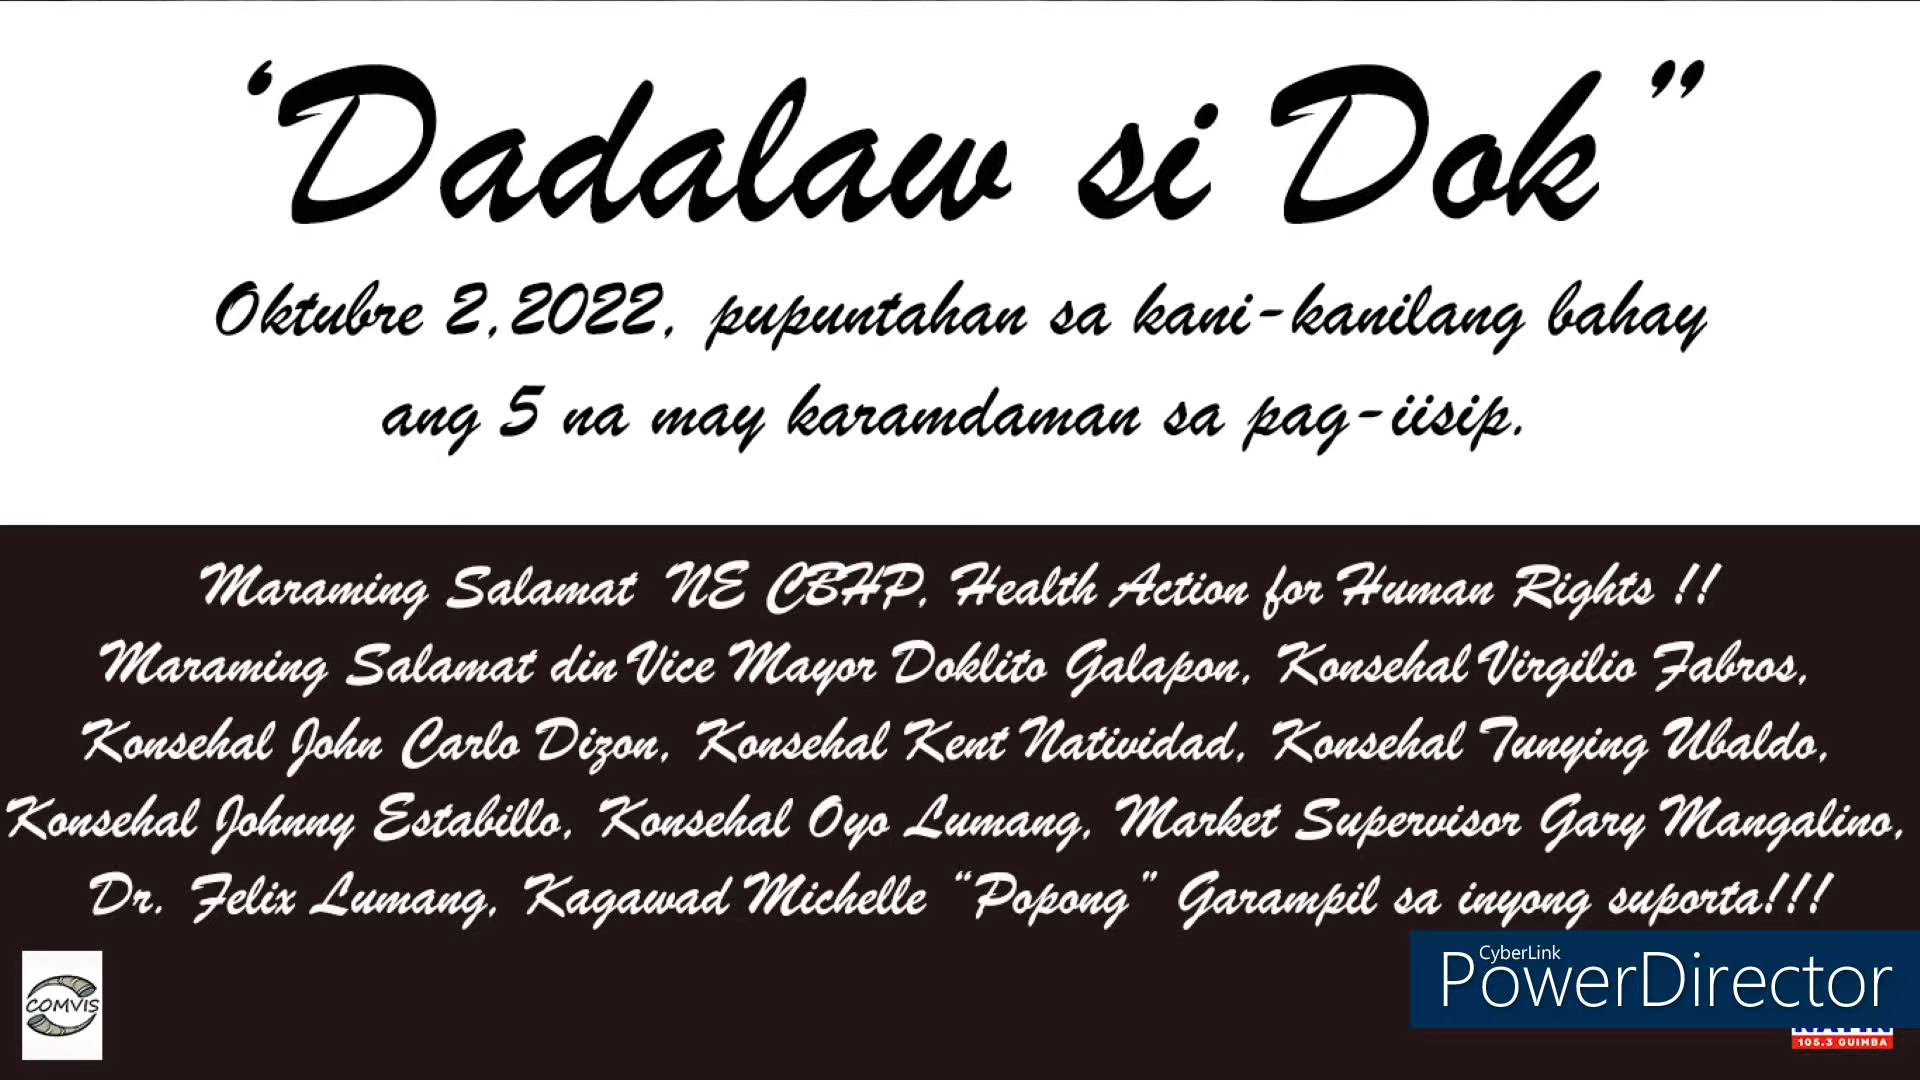 ‘Dadalaw si Dok”
Oktubre 2,2022, pupuntahan sa kani-kanilang bahay
ang 5 na may karamdaman sa pag-iisip.
Maraming Salamat NE CBHP, Health Action for Human Rights !!
Maraming Salamat din Vice Mayor Doklito Galapon, Konsehal Virgilio Fabros,
Konsehal John Carlo Dizon, Konsehal Kent Natividad, Konsehal Tunying Ubaldo,
Konsehal Johnny Estabillo, Konsehal Oyo Lumang, Market Supervisor Gary Mangalino,
Dr. Felix Lumang, Kagawad Michelle “Popong” Garampil sa inyong suporta!!!
COMVIS
CyberLink
PowerDirector
105.3 GUIMBA